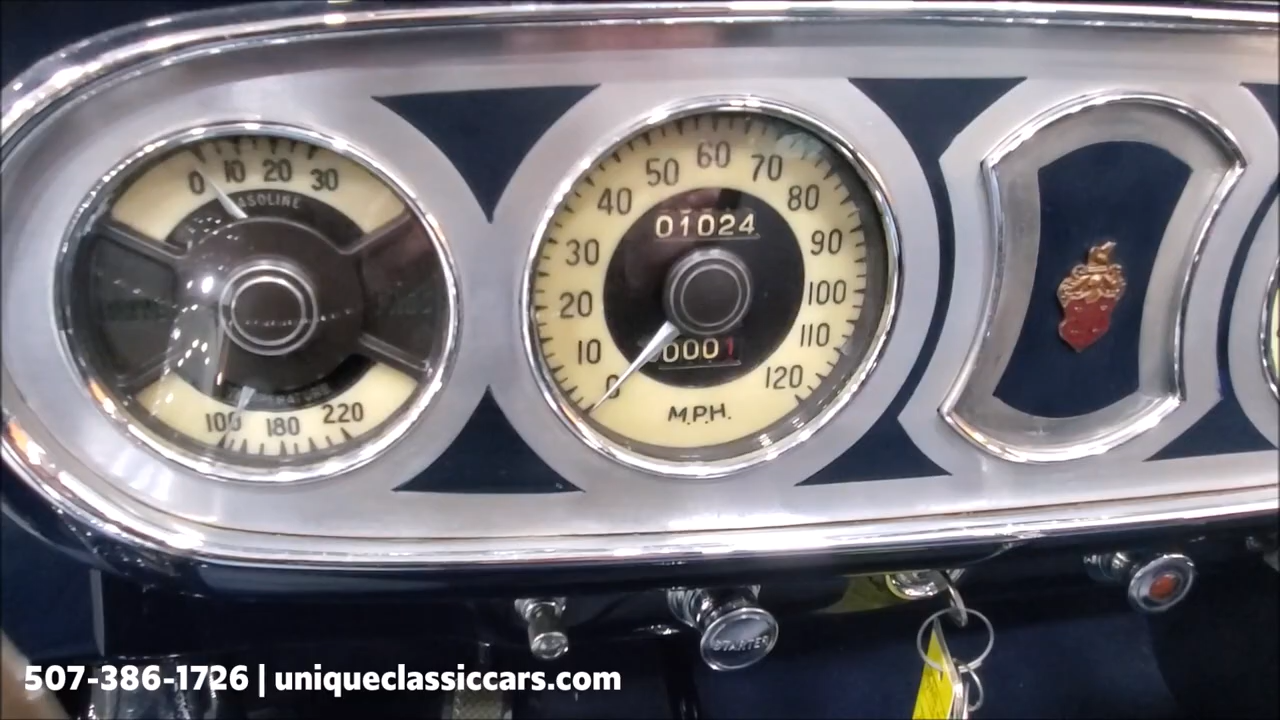 0 10 20 30
GASOLINE
TEMPERATURE
100 180 220
0 10 20 30 40 50 60 70 80 90 100 110 120
01024
0001
M.P.H.
STARTER
507-386-1726 | uniqueclassiccars.com